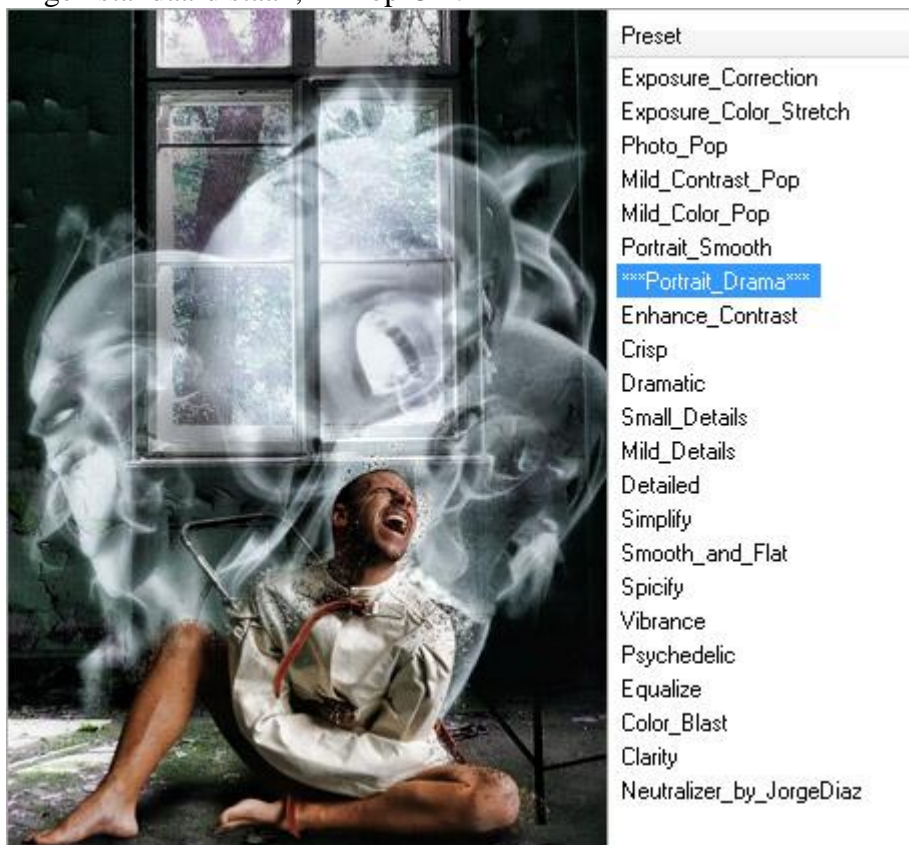 Preset
Exposure_Correction
Exposure_Color_Stretch
Photo_Pop
Mild_Contrast_Pop
Mild_Color_Pop
Portrait_Smooth
***Portrait_Drama***
Enhance_Contrast
Crisp
Dramatic
Small_Details
Mild_Details
Detailed
Simplify
Smooth_and_Flat
Spicify
Vibrance
Psychedelic
Equalize
Color_Blast
Clarity
Neutralizer_by_JorgeDiaz